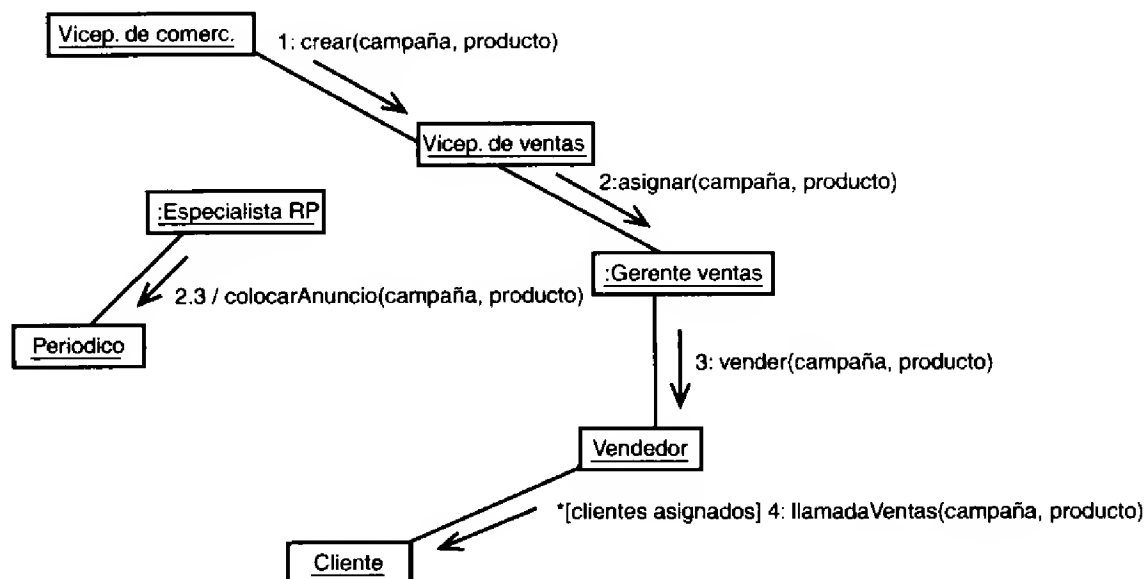 Vicep. de comerc.
1: crear(campaña, producto)
Vicep. de ventas
2:asignar(campaña, producto)
:Especialista RP
:Gerente ventas
2.3 / colocarAnuncio(campaña, producto)
Periodico
3: vender(campaña, producto)
Vendedor
*[clientes asignados] 4: llamadaVentas(campaña, producto)
Cliente